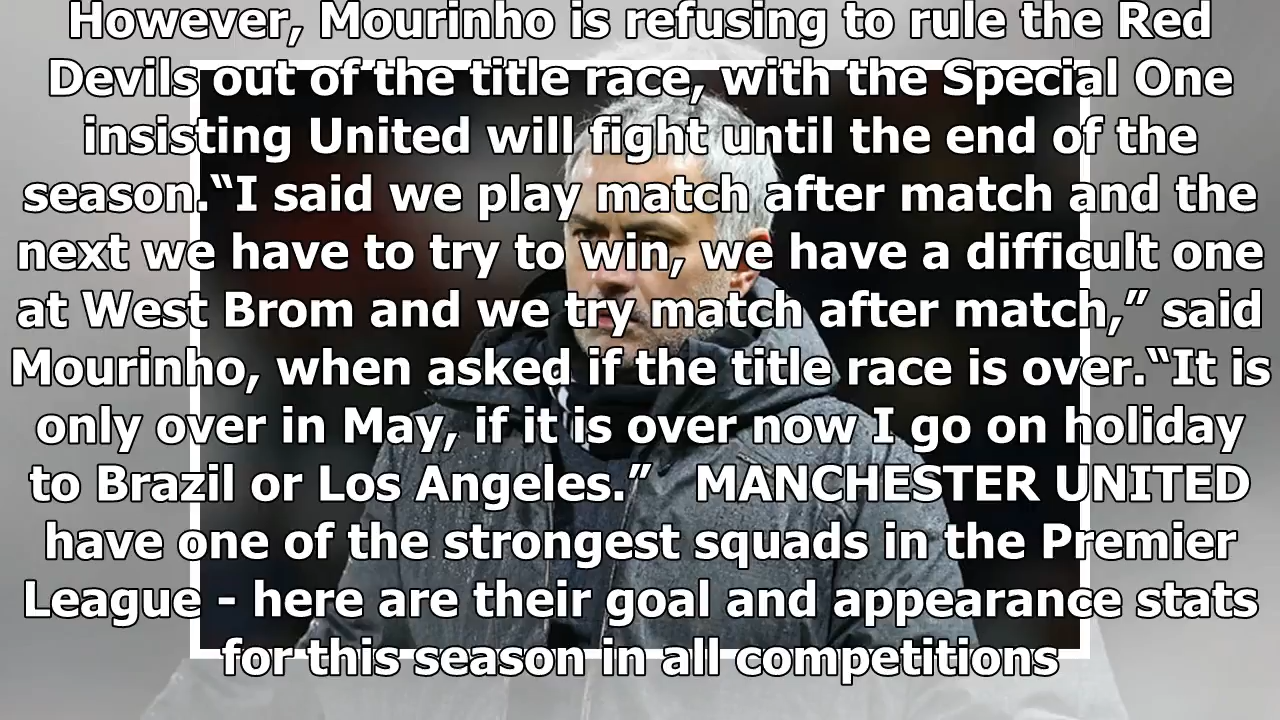 However, Mourinho is refusing to rule the Red
Devils out of the title race, with the Special One
insisting United will fight until the end of the
season.“I said we play match after match and the
next we have to try to win, we have a difficult one
at West Brom and we try match after match,” said
Mourinho, when asked if the title race is over.“It is
only over in May, if it is over now I go on holiday
to Brazil or Los Angeles.”   MANCHESTER UNITED
have one of the strongest squads in the Premier
League - here are their goal and appearance stats
for this season in all competitions